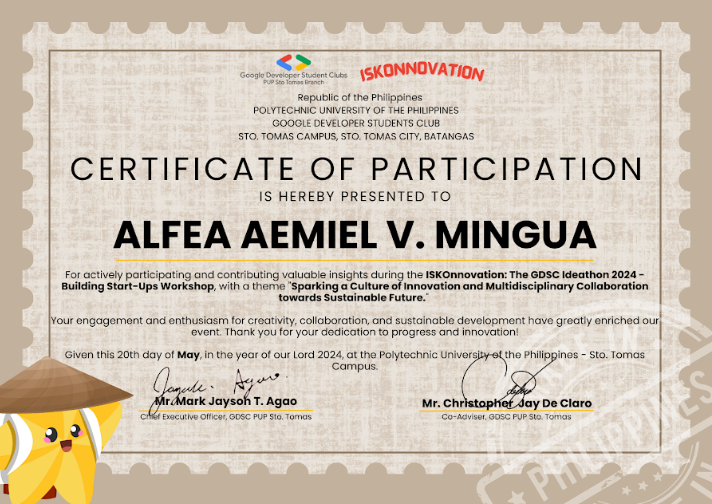 Google Developer Student Clubs
PUP Sto Tomas Branch
ISKONNOVATION
Republic of the Philippines
POLYTECHNIC UNIVERSITY OF THE PHILIPPINES
GOOGLE DEVELOPER STUDENTS CLUB
STO. TOMAS CAMPUS, STO. TOMAS CITY, BATANGAS
CERTIFICATE OF PARTICIPATION
IS HEREBY PRESENTED TO
ALFEA AEMIEL V. MINGUA
For actively participating and contributing valuable insights during the ISKOnnovation: The GDSC Ideathon 2024 -
Building Start-Ups Workshop, with a theme "Sparking a Culture of Innovation and Multidisciplinary Collaboration
towards Sustainable Future."
Your engagement and enthusiasm for creativity, collaboration, and sustainable development have greatly enriched our
event. Thank you for your dedication to progress and innovation!
Given this 20th day of May, in the year of our Lord 2024, at the Polytechnic University of the Philippines - Sto. Tomas
Campus.
Mr. Mark Jayson T. Agao
Chief Executive Officer, GDSC PUP Sto. Tomas
Mr. Christopher Jay De Claro
Co-Adviser, GDSC PUP Sto. Tomas
PHILIPPINES